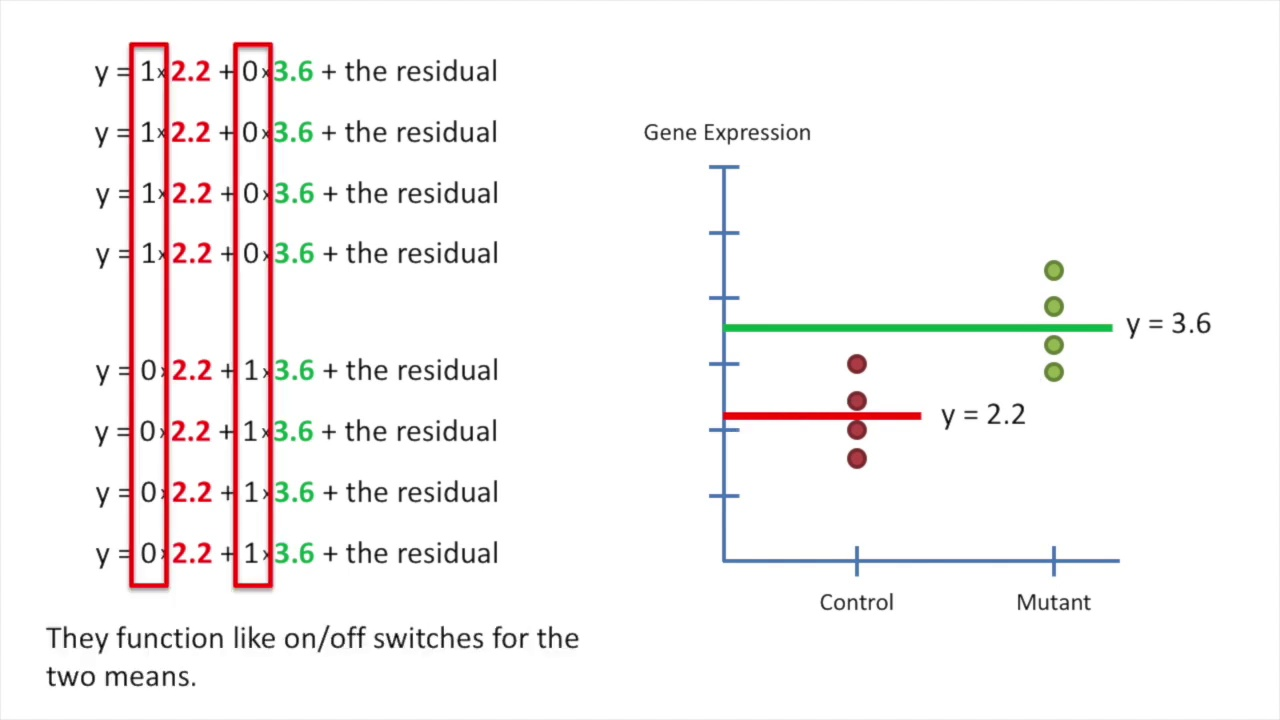 y = 1×2.2 + 0×3.6 + the residual
y = 1×2.2 + 0×3.6 + the residual
y = 1×2.2 + 0×3.6 + the residual
y = 1×2.2 + 0×3.6 + the residual
y = 0×2.2 + 1×3.6 + the residual
y = 0×2.2 + 1×3.6 + the residual
y = 0×2.2 + 1×3.6 + the residual
y = 0×2.2 + 1×3.6 + the residual
They function like on/off switches for the
two means.
Gene Expression
y = 3.6
y = 2.2
Control
Mutant